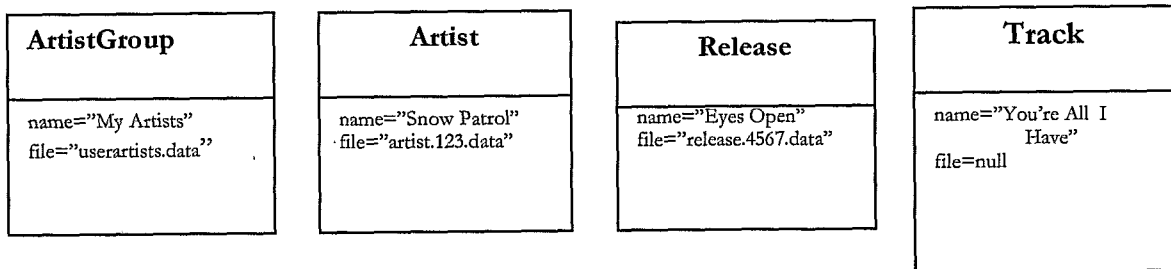 ArtistGroup
name="My Artists"
file="userartists.data"
Artist
name="Snow Patrol"
file="artist.123.data"
Release
name="Eyes Open"
file="release.4567.data"
Track
name="You're All I
Have"
file=null